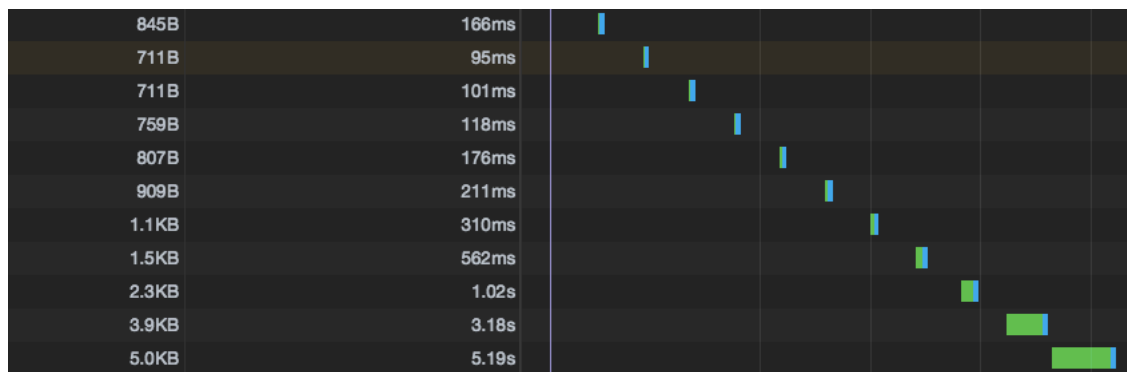 845B 166ms
711B 95ms
711B 101ms
759B 118ms
807B 176ms
909B 211ms
1.1KB 310ms
1.5KB 562ms
2.3KB 1.02s
3.9KB 3.18s
5.0KB 5.19s